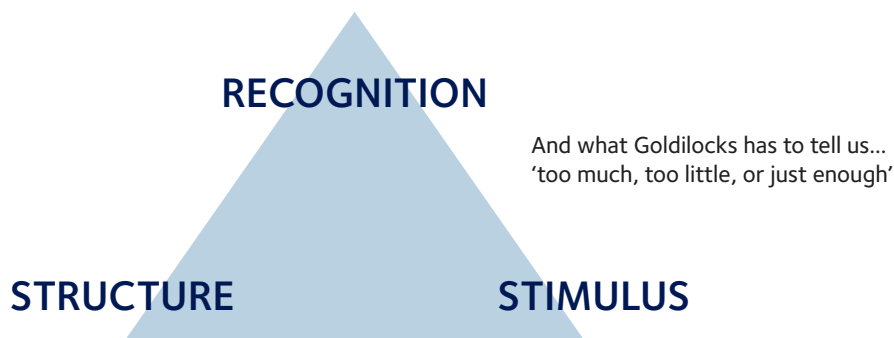 RECOGNITION
And what Goldilocks has to tell us...
‘too much, too little, or just enough’
STRUCTURE
STIMULUS